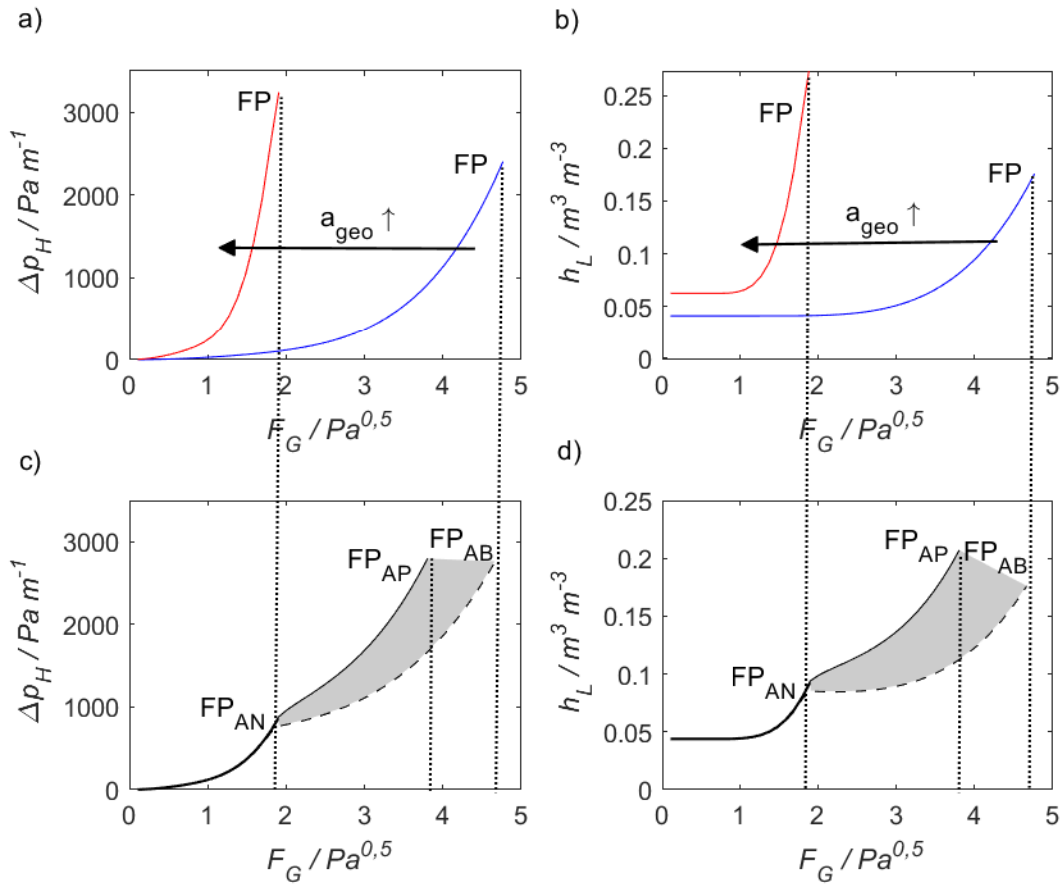 a)
Δp_H / Pa m^-1
3000
2000
1000
0
FP
FP
a_geo ↑
0 1 2 3 4 5
F_G / Pa^0,5
b)
h_L / m^3 m^-3
0.25
0.2
0.15
0.1
0.05
0
FP
FP
a_geo ↑
0 1 2 3 4 5
F_G / Pa^0,5
c)
Δp_H / Pa m^-1
3000
2000
1000
0
FP_AP
FP_AB
FP_AN
0 1 2 3 4 5
F_G / Pa^0,5
d)
h_L / m^3 m^-3
0.25
0.2
0.15
0.1
0.05
0
FP_AP
FP_AB
FP_AN
0 1 2 3 4 5
F_G / Pa^0,5